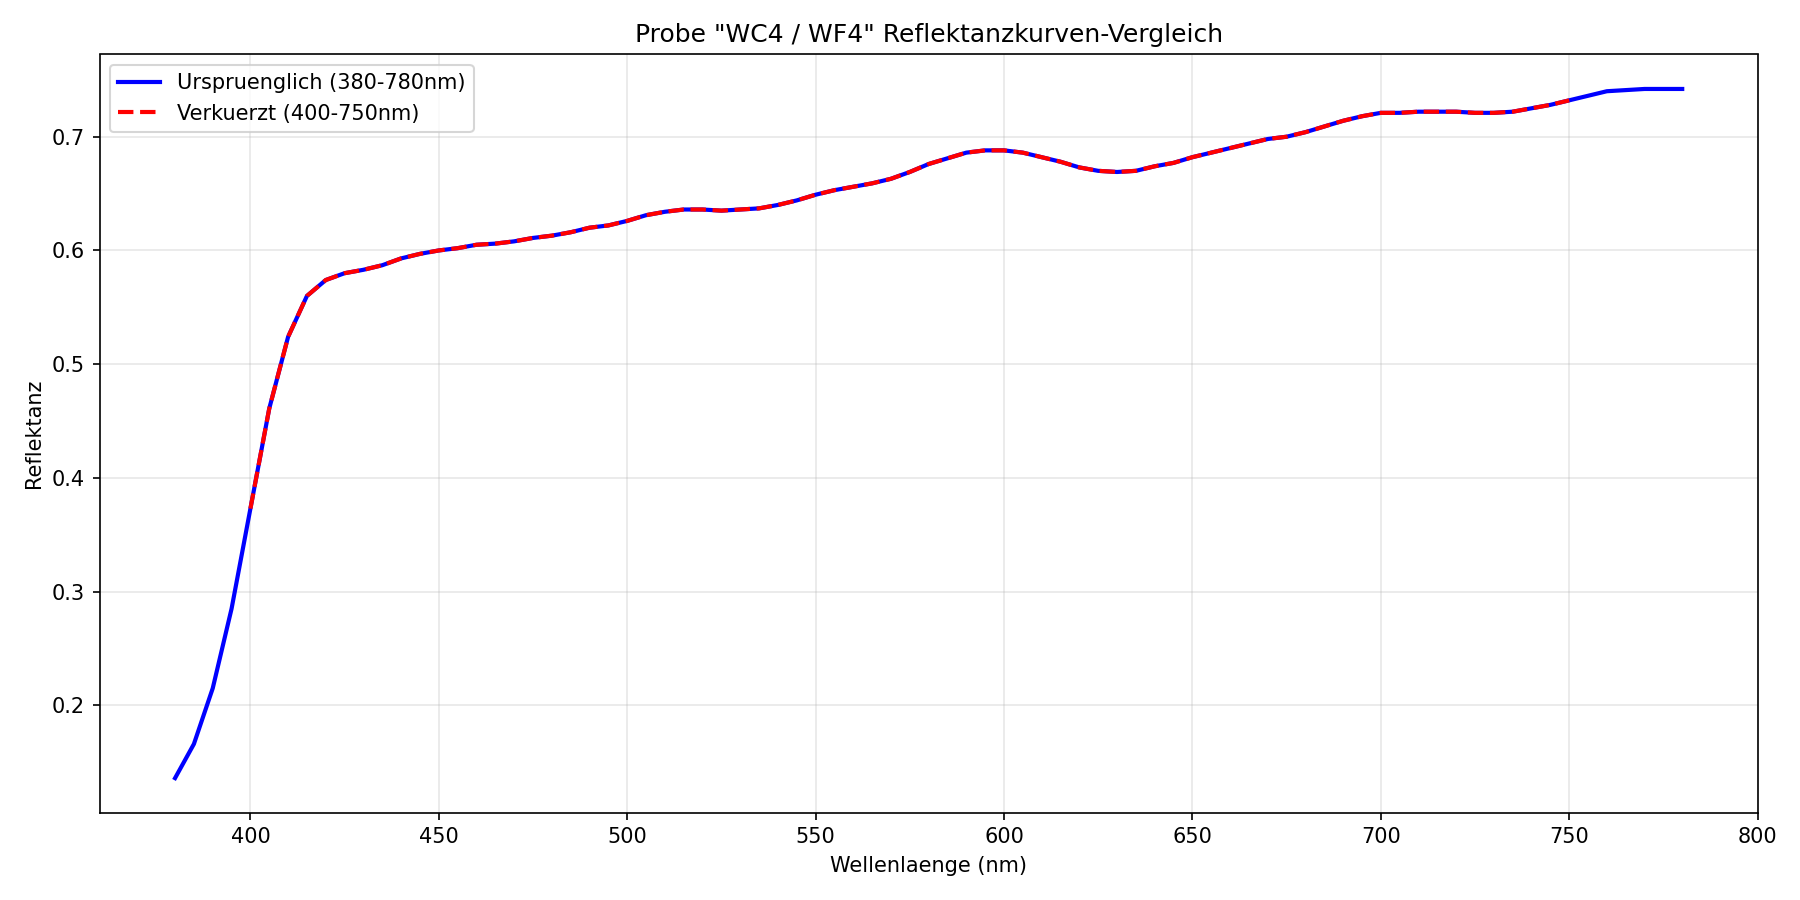 Probe "WC4 / WF4" Reflektanzkurven-Vergleich
Urspruenglich (380-780nm)
Verkuerzt (400-750nm)
Reflektanz
0.7
0.6
0.5
0.4
0.3
0.2
400 450 500 550 600 650 700 750 800
Wellenlaenge (nm)